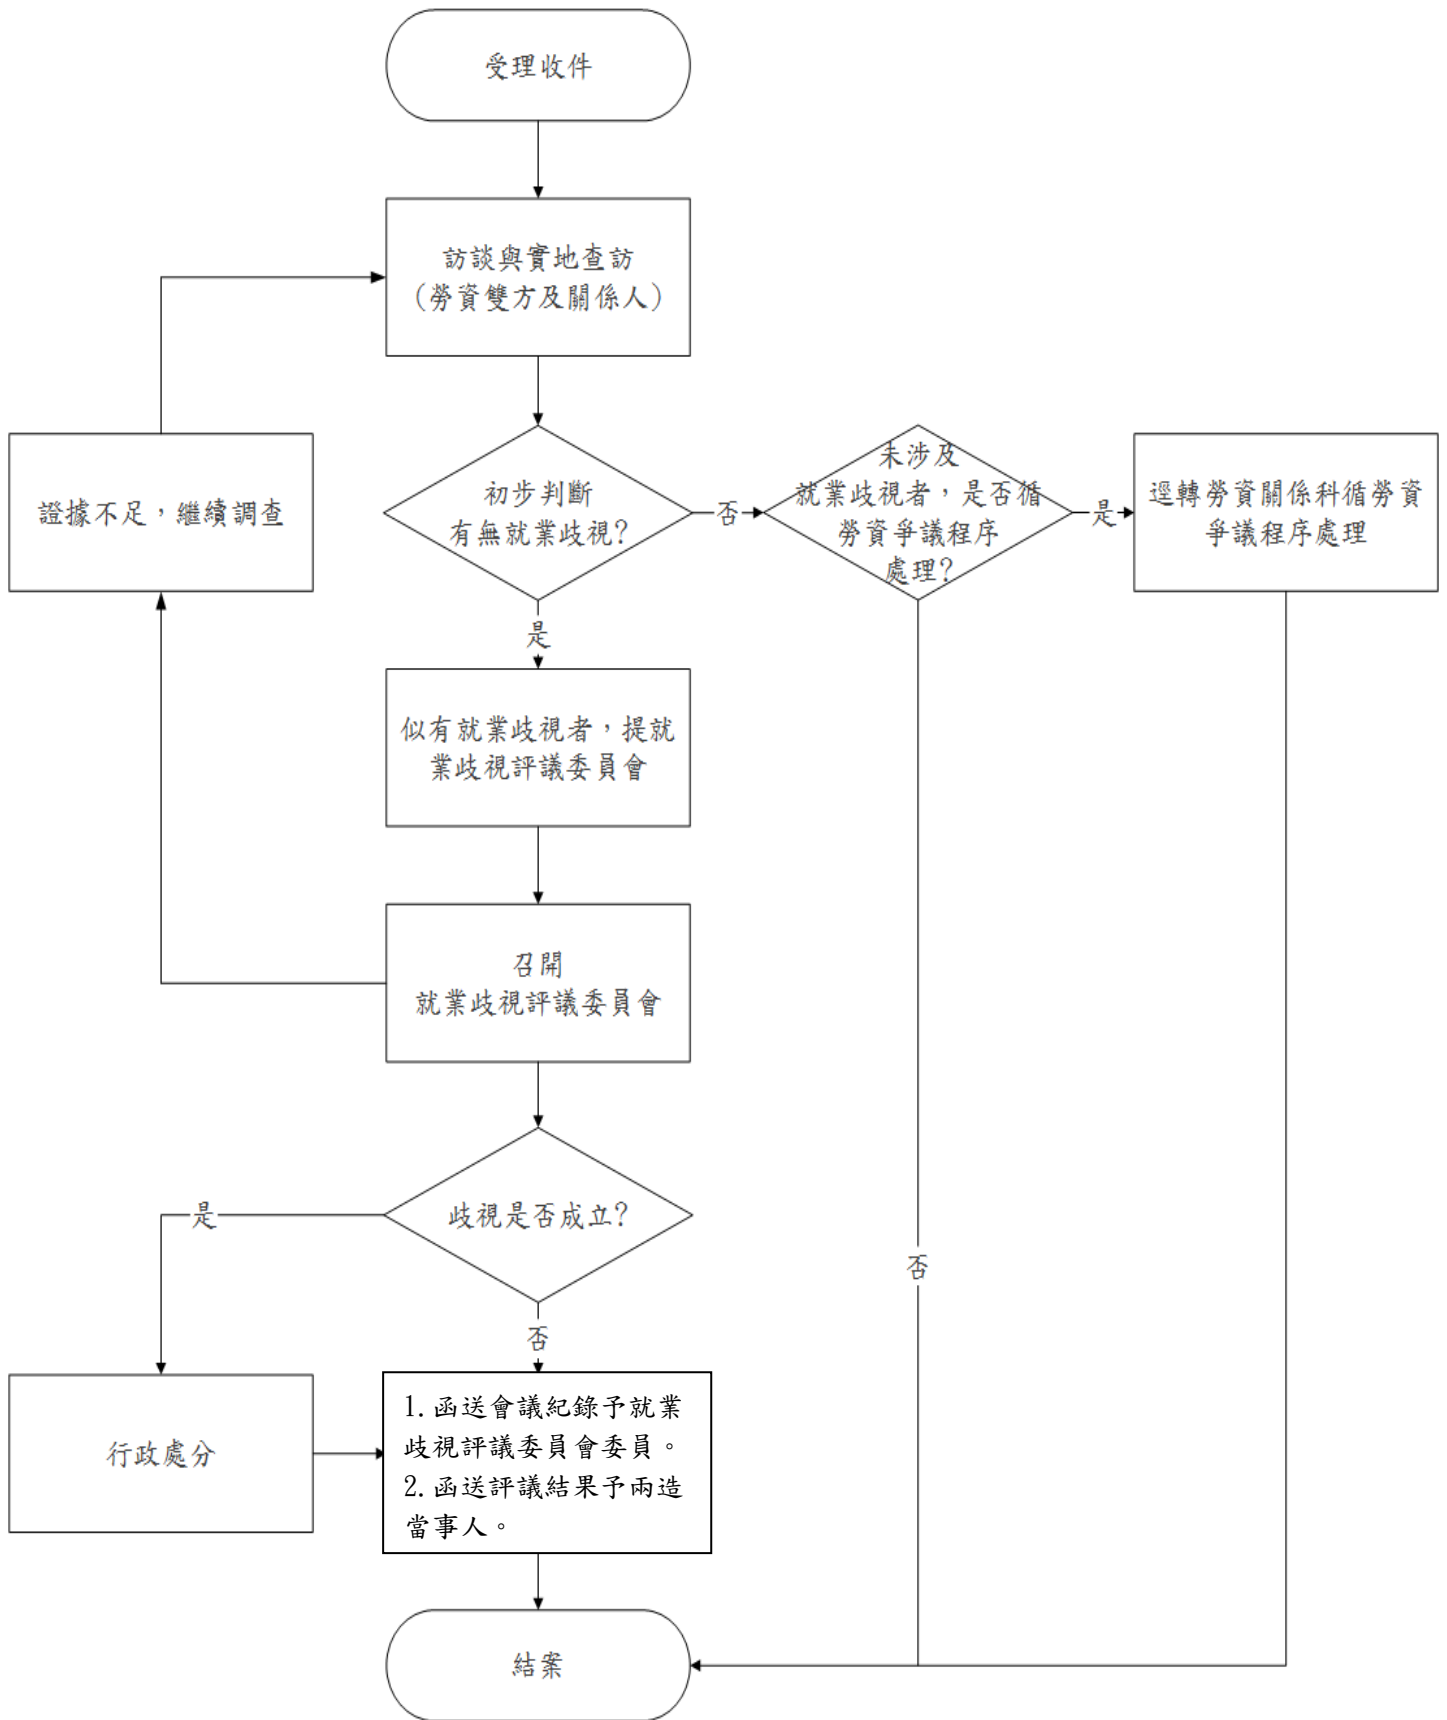 受理收件
訪談與實地查訪
(勞資雙方及關係人)
證據不足，繼續調查
初步判斷
有無就業歧視?
否
未涉及
就業歧視者，是否循
勞資爭議程序
處理?
是
逕轉勞資關係科循勞資
爭議程序處理
是
似有就業歧視者，提就
業歧視評議委員會
召開
就業歧視評議委員會
歧視是否成立?
是
否
否
行政處分
1.函送會議紀錄予就業
歧視評議委員會委員。
2.函送評議結果予兩造
當事人。
結案